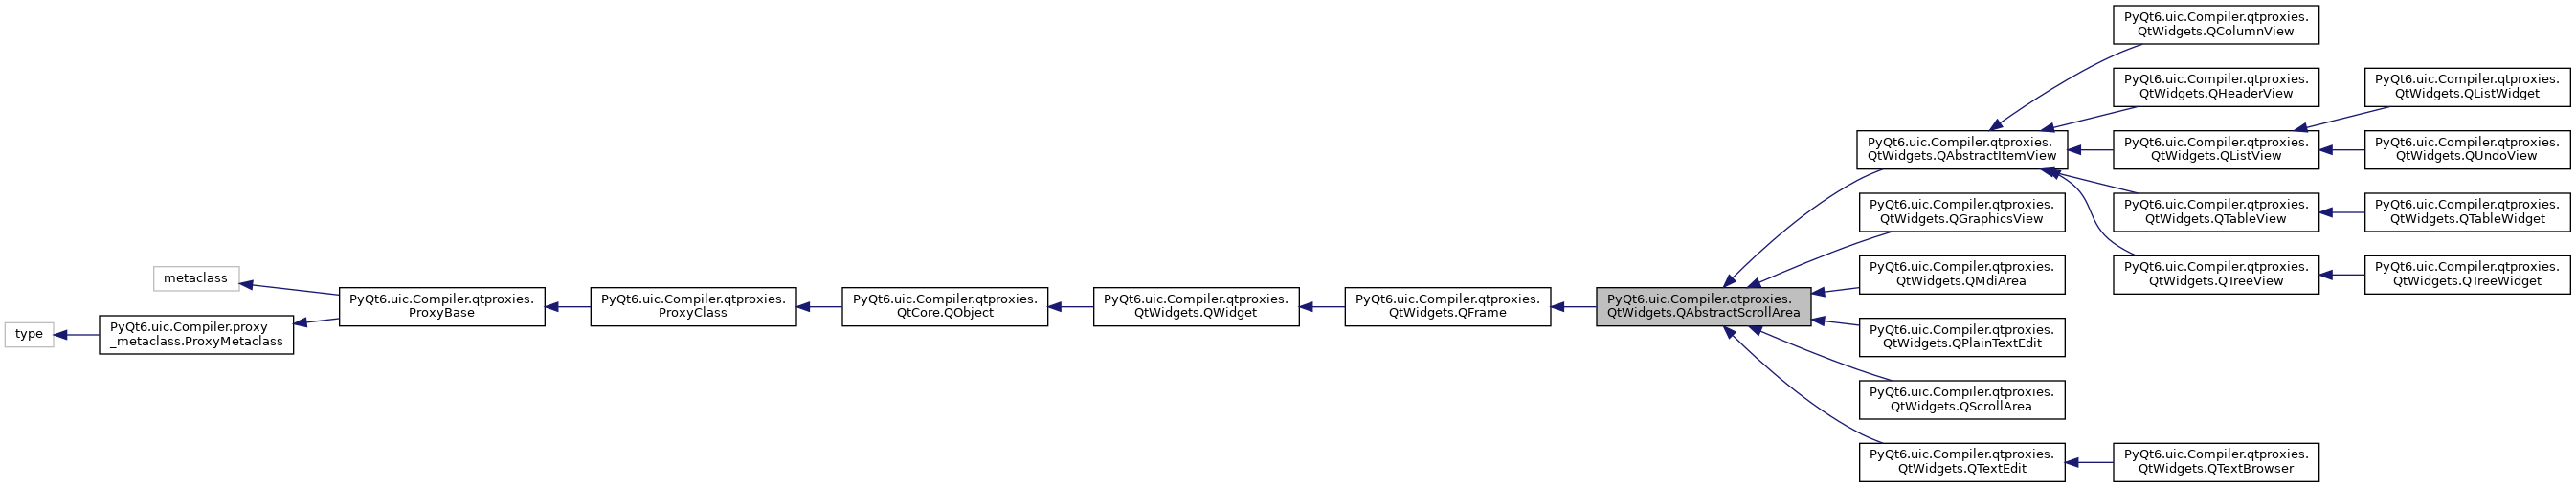 PyQt6.uic.Compiler.qtproxies.
QtWidgets.QColumnView
PyQt6.uic.Compiler.qtproxies.
QtWidgets.QHeaderView
PyQt6.uic.Compiler.qtproxies.
QtWidgets.QListWidget
PyQt6.uic.Compiler.qtproxies.
QtWidgets.QAbstractItemView
PyQt6.uic.Compiler.qtproxies.
QtWidgets.QListView
PyQt6.uic.Compiler.qtproxies.
QtWidgets.QUndoView
PyQt6.uic.Compiler.qtproxies.
QtWidgets.QGraphicsView
PyQt6.uic.Compiler.qtproxies.
QtWidgets.QTableView
PyQt6.uic.Compiler.qtproxies.
QtWidgets.QTableWidget
metaclass
PyQt6.uic.Compiler.qtproxies.
QtWidgets.QMdiArea
PyQt6.uic.Compiler.qtproxies.
QtWidgets.QTreeView
PyQt6.uic.Compiler.qtproxies.
QtWidgets.QTreeWidget
type
PyQt6.uic.Compiler.proxy
_metaclass.ProxyMetaclass
PyQt6.uic.Compiler.qtproxies.
ProxyBase
PyQt6.uic.Compiler.qtproxies.
ProxyClass
PyQt6.uic.Compiler.qtproxies.
QtCore.QObject
PyQt6.uic.Compiler.qtproxies.
QtWidgets.QWidget
PyQt6.uic.Compiler.qtproxies.
QtWidgets.QFrame
PyQt6.uic.Compiler.qtproxies.
QtWidgets.QAbstractScrollArea
PyQt6.uic.Compiler.qtproxies.
QtWidgets.QPlainTextEdit
PyQt6.uic.Compiler.qtproxies.
QtWidgets.QScrollArea
PyQt6.uic.Compiler.qtproxies.
QtWidgets.QTextEdit
PyQt6.uic.Compiler.qtproxies.
QtWidgets.QTextBrowser